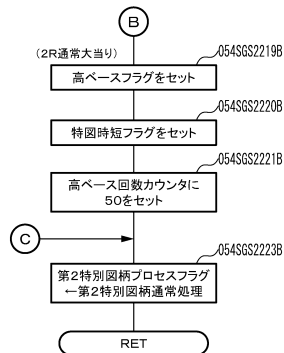 B
(2R通常大当り)
054SGS2219B
高ベースフラグをセット
054SGS2220B
特図時短フラグをセット
054SGS2221B
高ベース回数カウンタに
50をセット
C
054SGS2223B
第2特別図柄プロセスフラグ
←第2特別図柄通常処理
RET